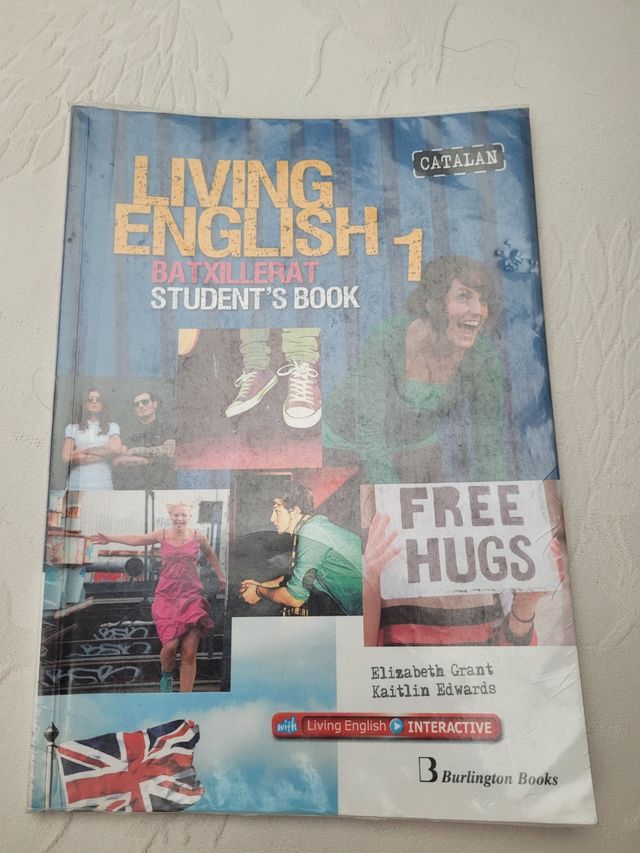 CATALAN
LIVING
ENGLISH 1
BATXILLERAT
STUDENT'S BOOK
FREE
HUGS
Elizabeth Grant
Kaitlin Edwards
with Living English INTERACTIVE
B Burlington Books